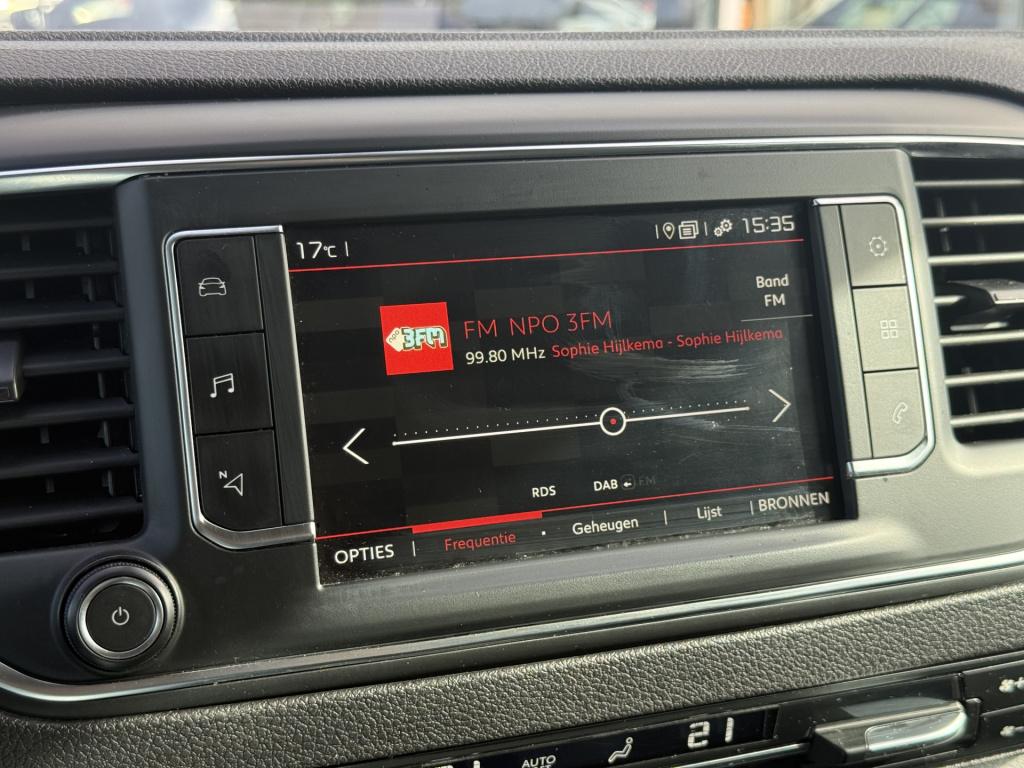 17°C
15:35
Band
FM
NPO 3FM
FM NPO 3FM
99.80 MHz Sophie Hijlkema - Sophie Hijlkema
RDS DAB FM
OPTIES Frequentie Geheugen Lijst BRONNEN
N
21
AUTO